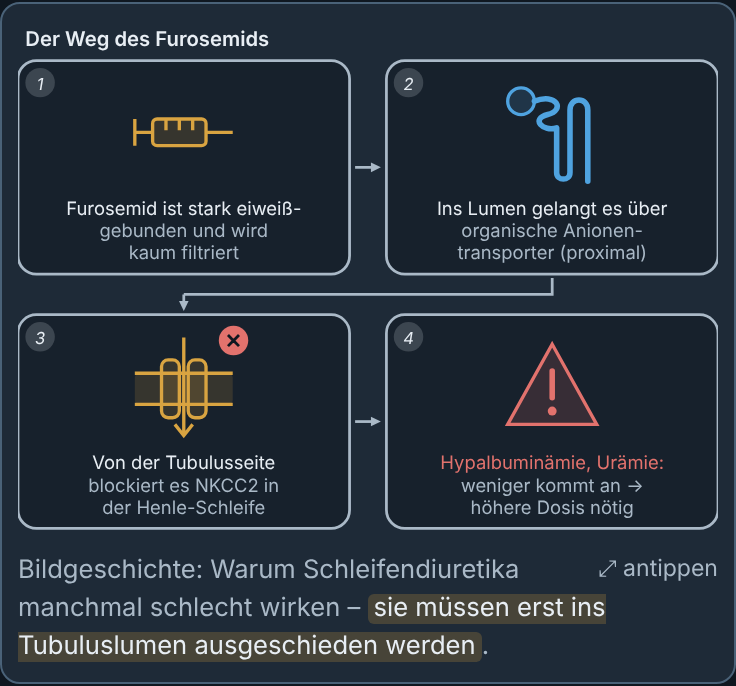 Der Weg des Furosemids
1
Furosemid ist stark eiweiß-
gebunden und wird
kaum filtriert
2
Ins Lumen gelangt es über
organische Anionen-
transporter (proximal)
3
Von der Tubulusseite
blockiert es NKCC2 in
der Henle-Schleife
4
Hypalbuminämie, Urämie:
weniger kommt an →
höhere Dosis nötig
Bildgeschichte: Warum Schleifendiuretika
⤢ antippen
manchmal schlecht wirken – sie müssen erst ins
Tubuluslumen ausgeschieden werden.